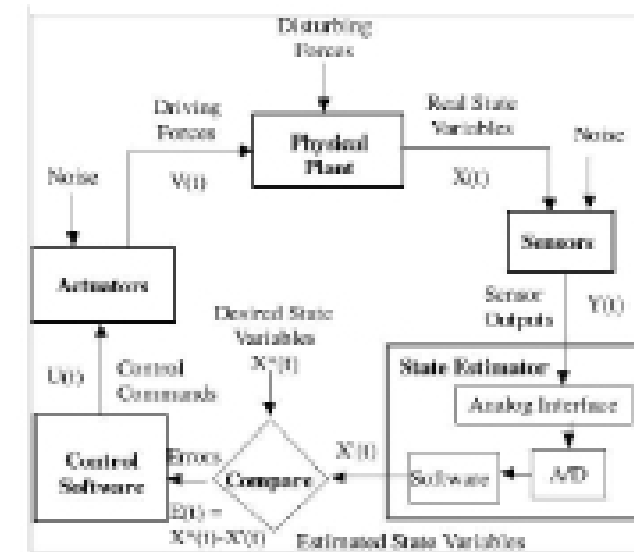 Disturbing
Forces
Driving
Forces
V(t)
Physical
Plant
Real State
Variables
X(t)
Noise
Noise
Actuators
Sensors
Sensor
Outputs
Y(t)
Desired State
Variables
X*(t)
State Estimator
Analog Interface
A/D
Software
X'(t)
Compare
Errors
E(t) =
X*(t)-X'(t)
Control
Software
U(t)
Control
Commands
Estimated State Variables